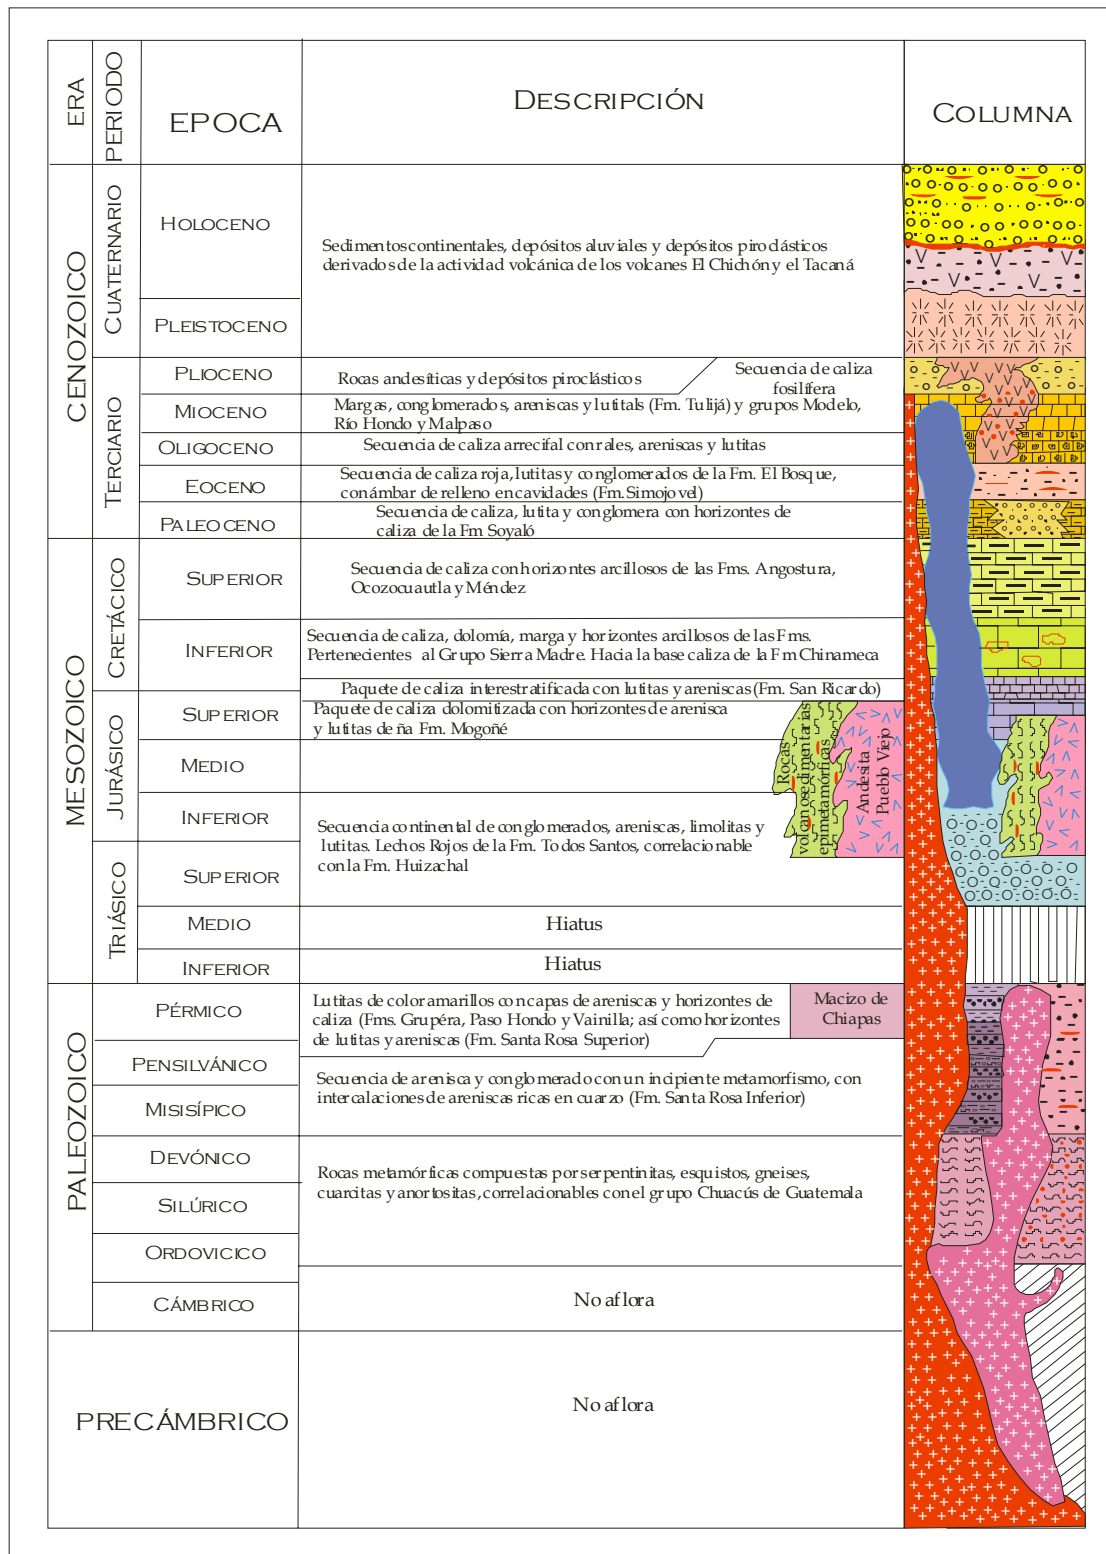 ERA
PERIODO
EPOCA
DESCRIPCIÓN
COLUMNA
CENOZOICO
CUATERNARIO
HOLOCENO
Sedimentos continentales, depósitos aluviales y depósitos piroclásticos
derivados de la actividad volcánica de los volcanes El Chichón y el Tacaná
PLEISTOCENO
TERCIARIO
PLIOCENO
Rocas andesíticas y depósitos piroclásticos
Secuencia de caliza
fosilífera
MIOCENO
Margas, conglomerados, areniscas y lutitals (Fm. Tulijá) y grupos Modelo,
Río Hondo y Malpaso
OLIGOCENO
Secuencia de caliza arrecifal con rales, areniscas y lutitas
EOCENO
Secuencia de caliza roja, lutitas y conglomerados de la Fm. El Bosque,
con ámbar de relleno en cavidades (Fm. Simojovel)
PALEOCENO
Secuencia de caliza, lutita y conglomera con horizontes de
caliza de la Fm Soyaló
MESOZOICO
CRETÁCICO
SUPERIOR
Secuencia de caliza con horizontes arcillosos de las Fms. Angostura,
Ocozocuautla y Méndez
INFERIOR
Secuencia de caliza, dolomía, marga y horizontes arcillosos de las Fms.
Pertenecientes al Grupo Sierra Madre. Hacia la base caliza de la Fm Chinameca
Paquete de caliza interestratificada con lutitas y areniscas (Fm. San Ricardo)
JURÁSICO
SUPERIOR
Paquete de caliza dolomitizada con horizontes de arenisca
y lutitas de ña Fm. Mogoñé
MEDIO
Rocas
volcanosedimentarias
epimetamórficas
Andesita
Pueblo Viejo
INFERIOR
Secuencia continental de conglomerados, areniscas, limolitas y
lutitas. Lechos Rojos de la Fm. Todos Santos, correlacionable
con la Fm. Huizachal
TRIÁSICO
SUPERIOR
MEDIO
Hiatus
INFERIOR
Hiatus
PALEOZOICO
PÉRMICO
Lutitas de color amarillos con capas de areniscas y horizontes de
caliza (Fms. Grupéra, Paso Hondo y Vainilla; así como horizontes
de lutitas y areniscas (Fm. Santa Rosa Superior)
Macizo de
Chiapas
PENSILVÁNICO
Secuencia de arenisca y conglomerado con un incipiente metamorfismo, con
intercalaciones de areniscas ricas en cuarzo (Fm. Santa Rosa Inferior)
MISISÍPICO
DEVÓNICO
Rocas metamórficas compuestas por serpentinitas, esquistos, gneises,
cuarcitas y anortositas, correlacionables con el grupo Chuacús de Guatemala
SILÚRICO
ORDOVICICO
CÁMBRICO
No aflora
PRECÁMBRICO
No aflora